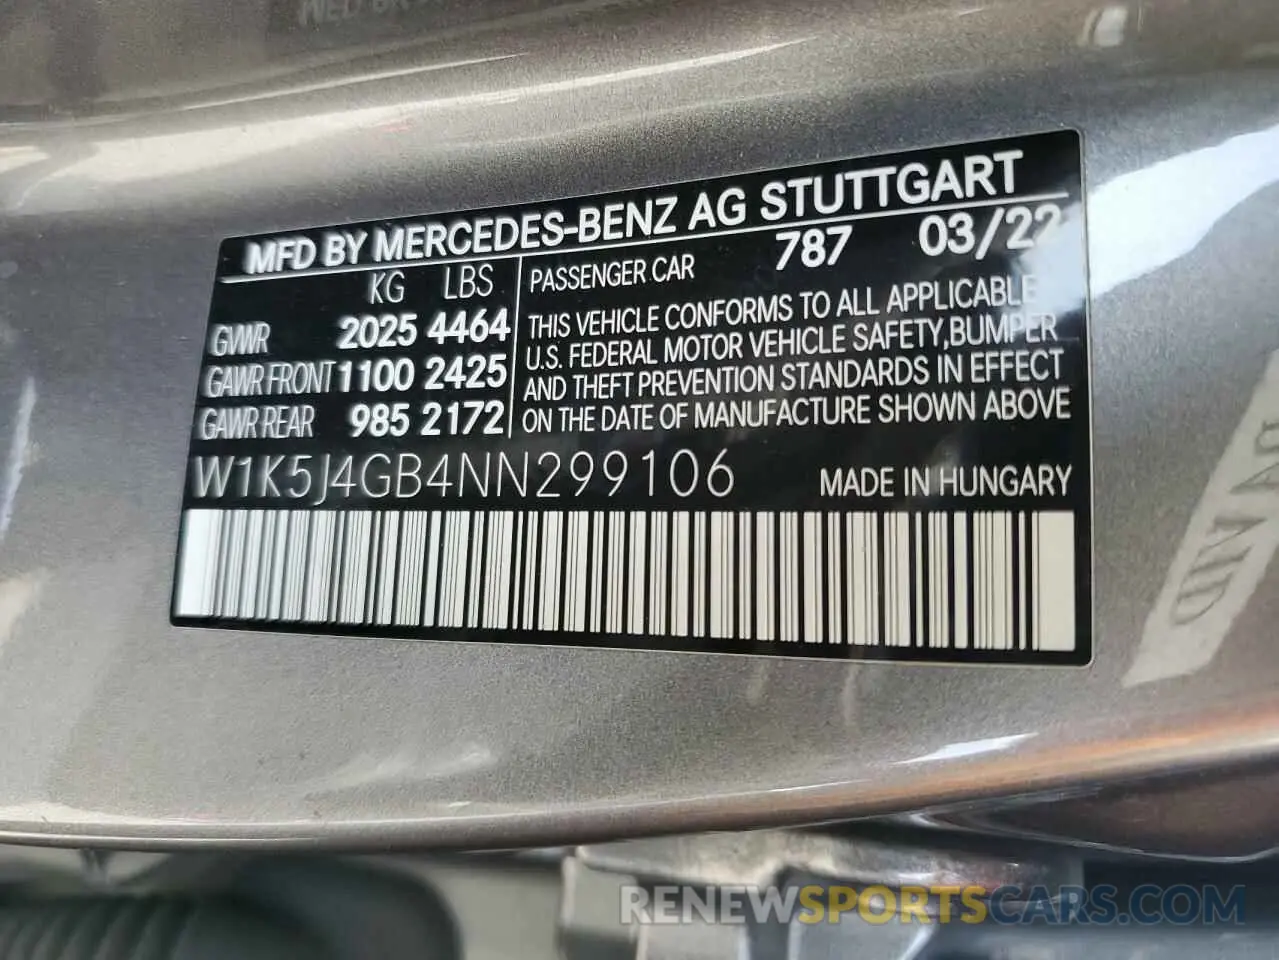 MFD BY MERCEDES-BENZ AG STUTTGART
KG LBS
GVWR 2025 4464
GAWR FRONT 1100 2425
GAWR REAR 985 2172
PASSENGER CAR 787 03/22
THIS VEHICLE CONFORMS TO ALL APPLICABLE
U.S. FEDERAL MOTOR VEHICLE SAFETY,BUMPER
AND THEFT PREVENTION STANDARDS IN EFFECT
ON THE DATE OF MANUFACTURE SHOWN ABOVE
W1K5J4GB4NN299106 MADE IN HUNGARY
RENEWSPORTSCARS.COM